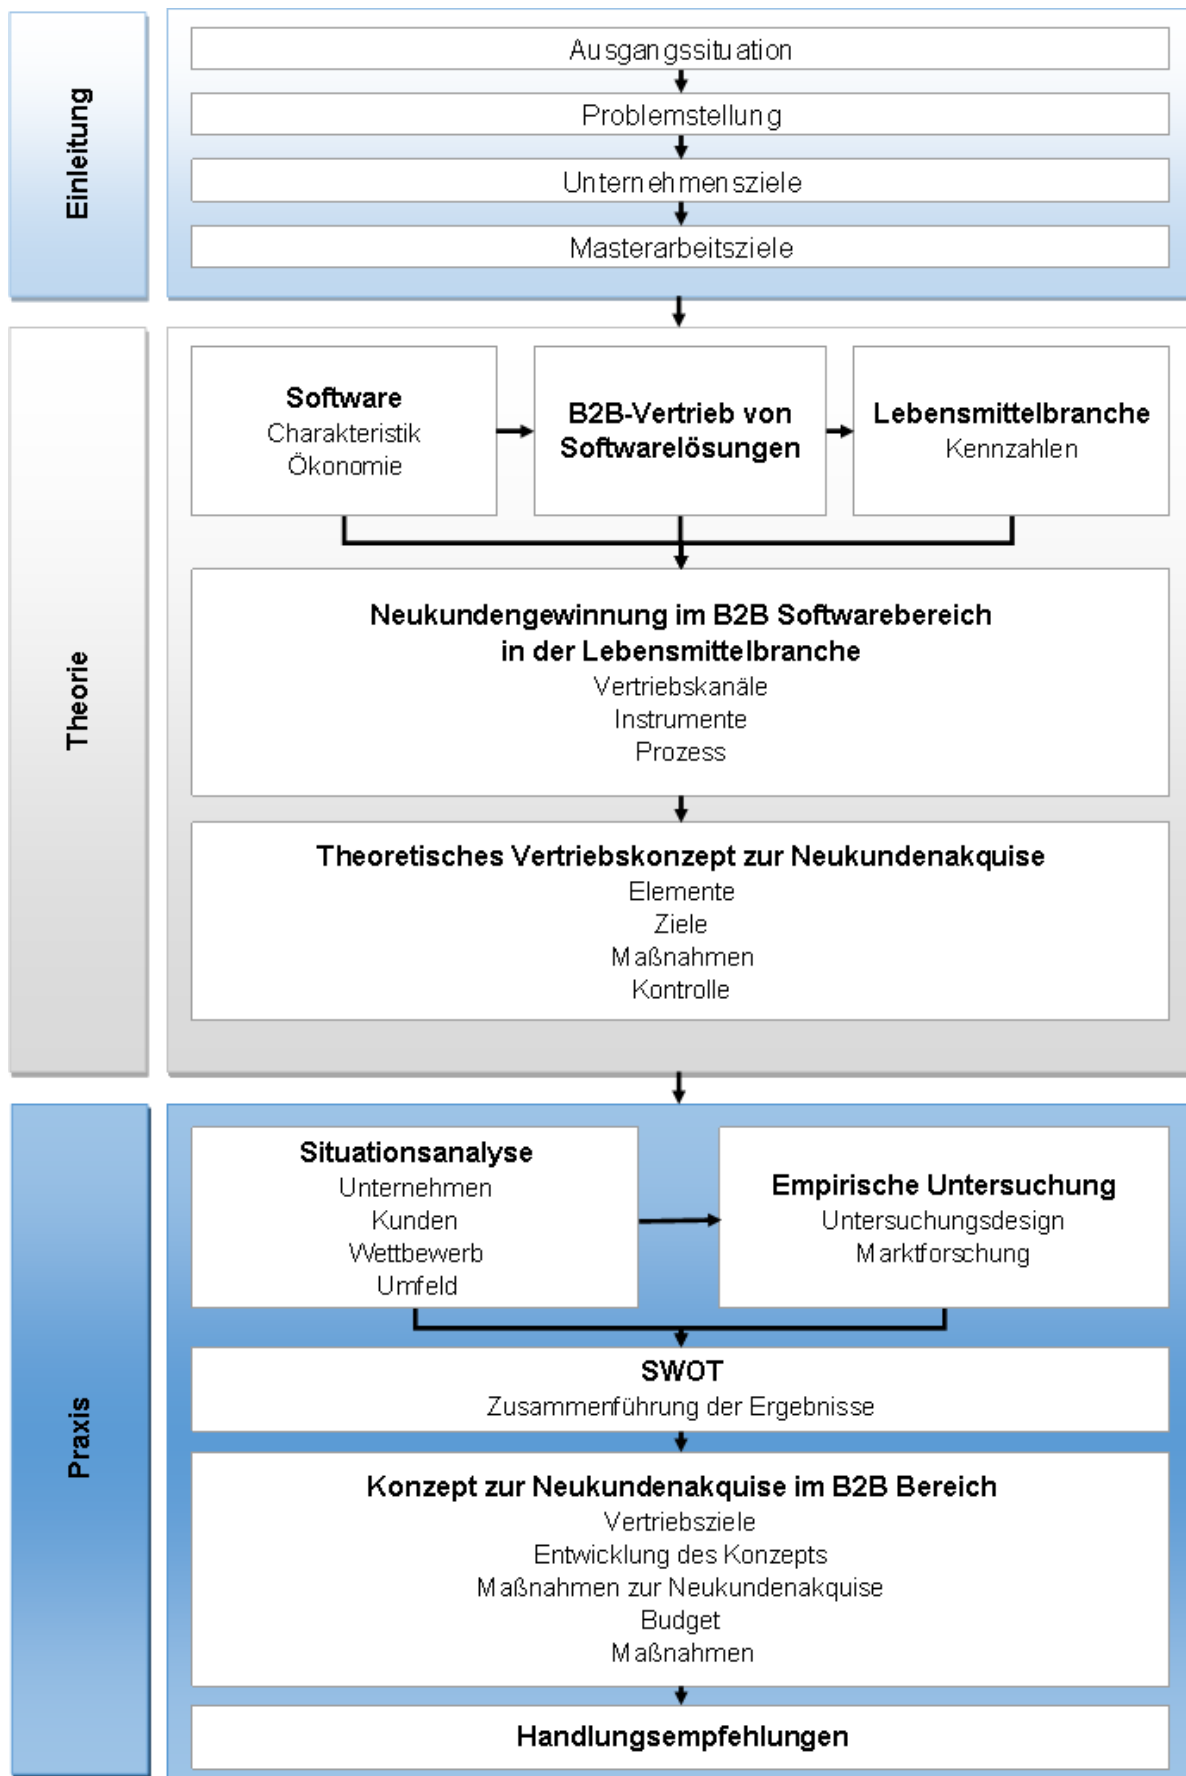 Einleitung
Ausgangssituation
Problemstellung
Unternehmensziele
Masterarbeitsziele
Theorie
Software
Charakteristik
Ökonomie
B2B-Vertrieb von
Softwarelösungen
Lebensmittelbranche
Kennzahlen
Neukundengewinnung im B2B Softwarebereich
in der Lebensmittelbranche
Vertriebskanäle
Instrumente
Prozess
Theoretisches Vertriebskonzept zur Neukundenakquise
Elemente
Ziele
Maßnahmen
Kontrolle
Praxis
Situationsanalyse
Unternehmen
Kunden
Wettbewerb
Umfeld
Empirische Untersuchung
Untersuchungsdesign
Marktforschung
SWOT
Zusammenführung der Ergebnisse
Konzept zur Neukundenakquise im B2B Bereich
Vertriebsziele
Entwicklung des Konzepts
Maßnahmen zur Neukundenakquise
Budget
Maßnahmen
Handlungsempfehlungen